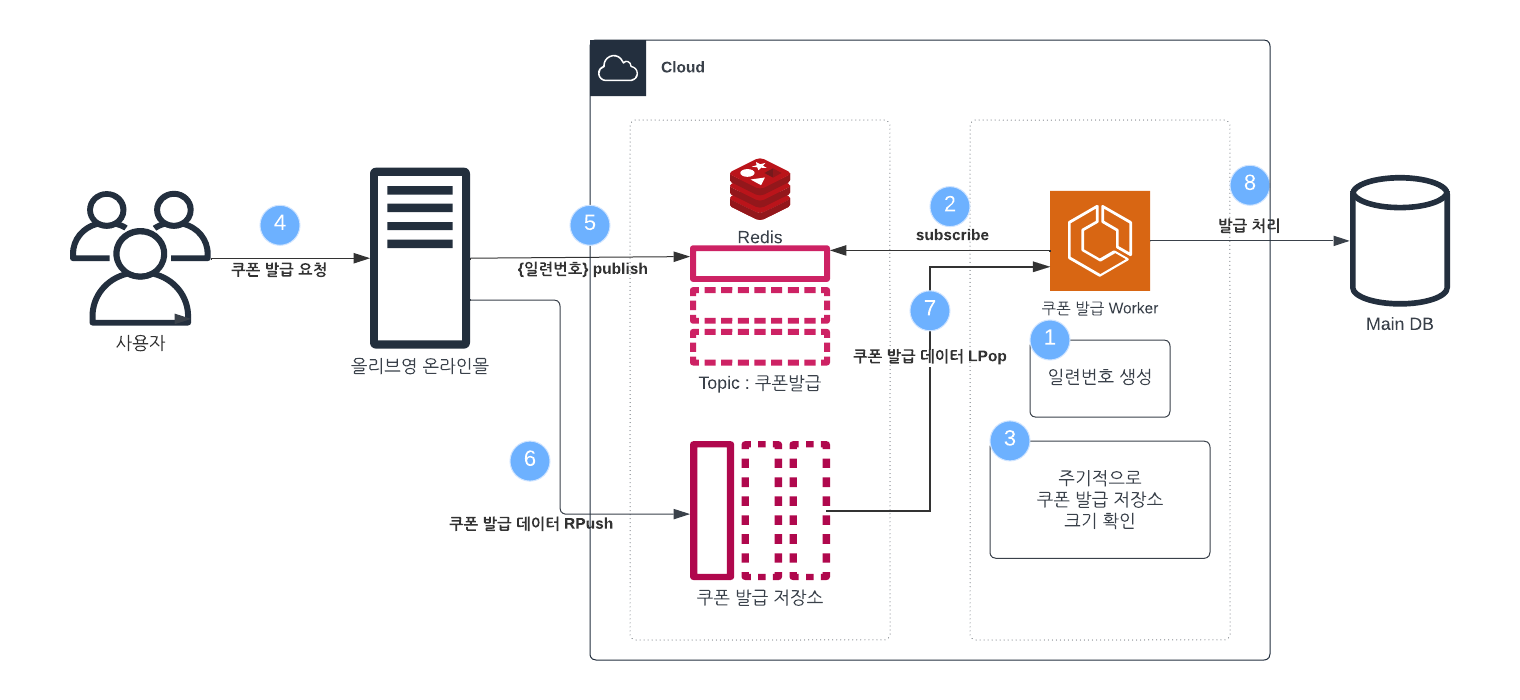 Cloud
4
쿠폰 발급 요청
사용자
올리브영 온라인몰
5
{일련번호} publish
6
쿠폰 발급 데이터 RPush
Redis
Topic : 쿠폰발급
쿠폰 발급 저장소
2
subscribe
7
쿠폰 발급 데이터 LPop
쿠폰 발급 Worker
1
일련번호 생성
3
주기적으로
쿠폰 발급 저장소
크기 확인
8
발급 처리
Main DB